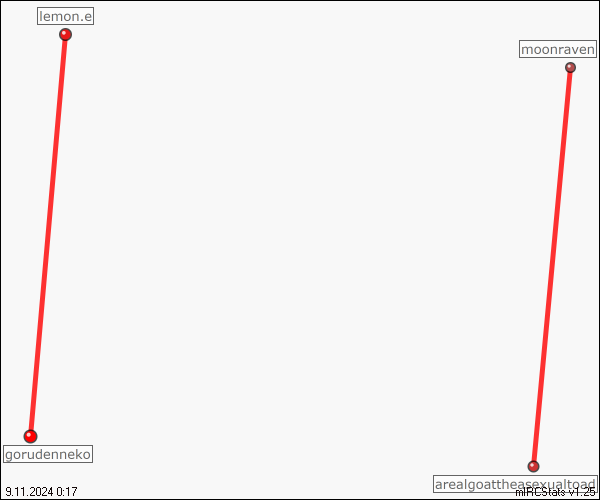 lemon.e
moonraven
gorudenneko
arealgoattheasexualtoad
9.11.2024 0:17
mIRCStats v1.25